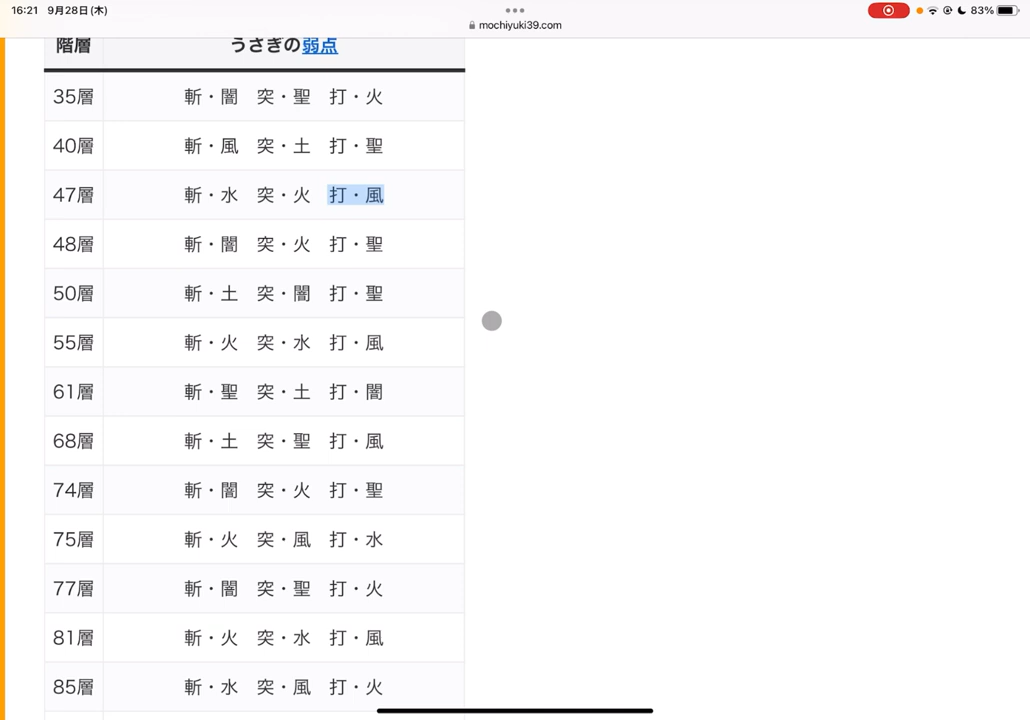 16:21 9月28日(木)
83%
mochiyuki39.com
階層 うさぎの弱点
35層 斬・闇 突・聖 打・火
40層 斬・風 突・土 打・聖
47層 斬・水 突・火 打・風
48層 斬・闇 突・火 打・聖
50層 斬・土 突・闇 打・聖
55層 斬・火 突・水 打・風
61層 斬・聖 突・土 打・闇
68層 斬・土 突・聖 打・風
74層 斬・闇 突・火 打・聖
75層 斬・火 突・風 打・水
77層 斬・闇 突・聖 打・火
81層 斬・火 突・水 打・風
85層 斬・水 突・風 打・火